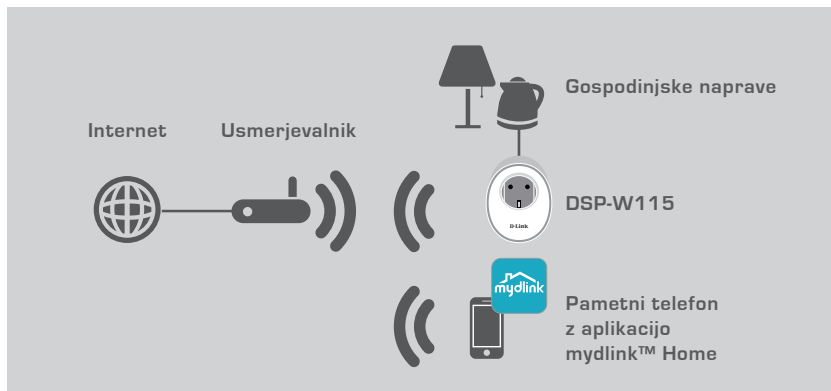 Gospodinjske naprave
Internet
Usmerjevalnik
DSP-W115
D-Link
mydlink
Pametni telefon
z aplikacijo
mydlink™ Home